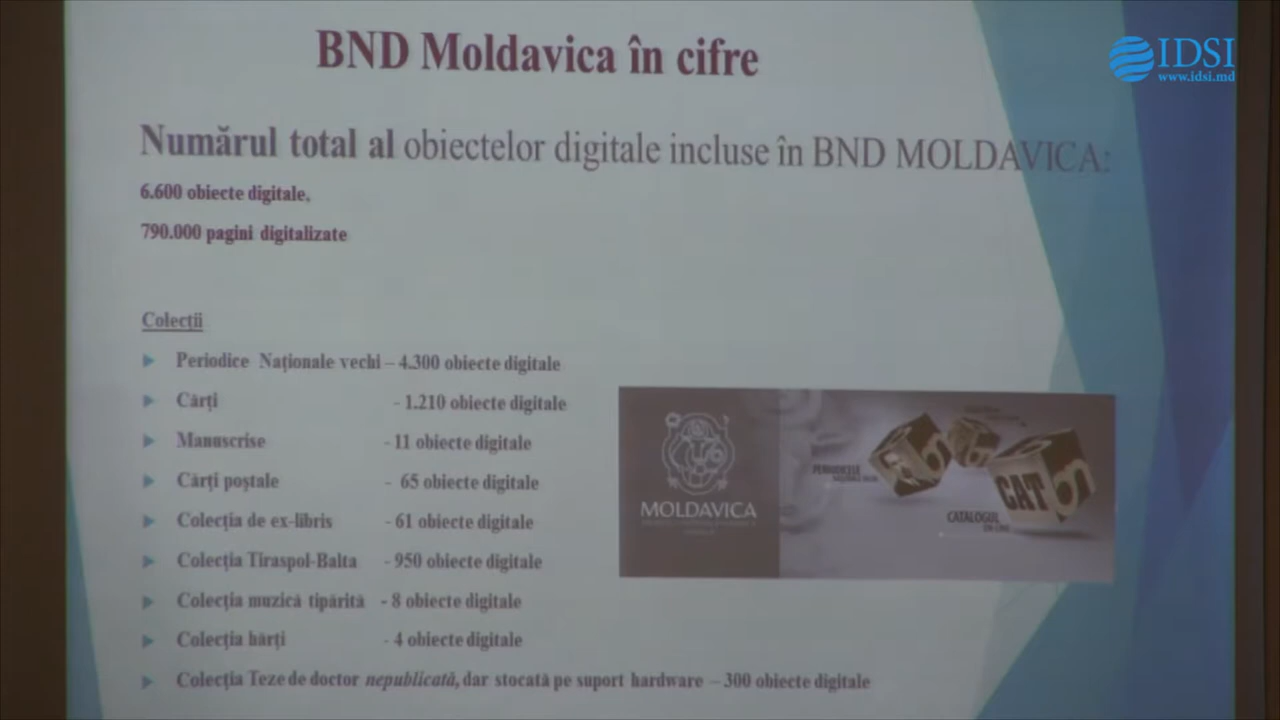 BND Moldavica în cifre
IDSI
www.idsi.md
Numărul total al obiectelor digitale incluse în BND MOLDAVICA:
6.600 obiecte digitale,
790.000 pagini digitalizate
Colecții
Periodice Naționale vechi – 4.300 obiecte digitale
Cărți - 1.210 obiecte digitale
Manuscrise - 11 obiecte digitale
Cărți poștale - 65 obiecte digitale
Colecția de ex-libris - 61 obiecte digitale
Colecția Tiraspol-Balta - 950 obiecte digitale
Colecția muzică tipărită - 8 obiecte digitale
Colecția hărți - 4 obiecte digitale
Colecția Teze de doctor nepublicată, dar stocată pe suport hardware – 300 obiecte digitale
MOLDAVICA
PERIODICELE
CAT
CATALOGUL